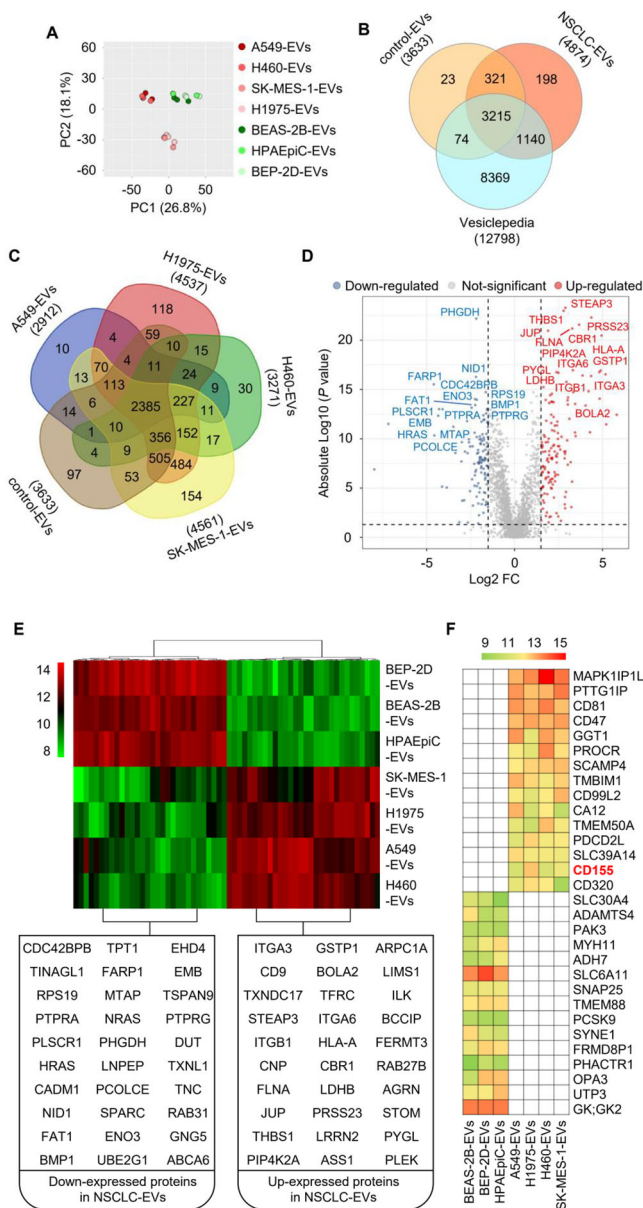 A
PC2 (18.1%)
60
30
0
-30
-60
-50
0
50
PC1 (26.8%)
A549-EVs
H460-EVs
SK-MES-1-EVs
H1975-EVs
BEAS-2B-EVs
HPAEpiC-EVs
BEP-2D-EVs
B
control-EVs
(3633)
NSCLC-EVs
(4874)
23
321
198
3215
74
1140
8369
Vesiclepedia
(12798)
C
A549-EVs
(2912)
H1975-EVs
(4537)
H460-EVs
(3271)
SK-MES-1-EVs
(4561)
control-EVs
(3633)
118
10
4
59
10
15
4
70
11
24
9
30
13
113
6
14
2385
227
11
1
10
152
17
4
9
356
505
484
97
53
154
D
Down-regulated
Not-significant
Up-regulated
Absolute Log10 (P value)
20
15
10
5
0
-5
0
5
Log2 FC
PHGDH
STEAP3
THBS1
PRSS23
JUP
CBR1
FLNA
HLA-A
PIP4K2A
ITGA6
GSTP1
NID1
PYGL
FARP1
LDHB
CDC42BPB
ITGB1
ITGA3
ENO3
RPS19
FAT1
BMP1
BOLA2
PLSCR1
PTPRA
PTPRG
EMB
HRAS
MTAP
PCOLCE
E
14
12
10
8
BEP-2D
-EVs
BEAS-2B
-EVs
HPAEpiC
-EVs
SK-MES-1
-EVs
H1975
-EVs
A549
-EVs
H460
-EVs
CDC42BPB TPT1 EHD4
TINAGL1 FARP1 EMB
RPS19 MTAP TSPAN9
PTPRA NRAS PTPRG
PLSCR1 PHGDH DUT
HRAS LNPEP TXNL1
CADM1 PCOLCE TNC
NID1 SPARC RAB31
FAT1 ENO3 GNG5
BMP1 UBE2G1 ABCA6
Down-expressed proteins
in NSCLC-EVs
ITGA3 GSTP1 ARPC1A
CD9 BOLA2 LIMS1
TXNDC17 TFRC ILK
STEAP3 ITGA6 BCCIP
ITGB1 HLA-A FERMT3
CNP CBR1 RAB27B
FLNA LDHB AGRN
JUP PRSS23 STOM
THBS1 LRRN2 PYGL
PIP4K2A ASS1 PLEK
Up-expressed proteins
in NSCLC-EVs
F
9 11 13 15
MAPK1IP1L
PTTG1IP
CD81
CD47
GGT1
PROCR
SCAMP4
TMBIM1
CD99L2
CA12
TMEM50A
PDCD2L
SLC39A14
CD155
CD320
SLC30A4
ADAMTS4
PAK3
MYH11
ADH7
SLC6A11
SNAP25
TMEM88
PCSK9
SYNE1
FRMD8P1
PHACTR1
OPA3
UTP3
GK;GK2
BEAS-2B-EVs
BEP-2D-EVs
HPAEpiC-EVs
A549-EVs
H1975-EVs
H460-EVs
SK-MES-1-EVs